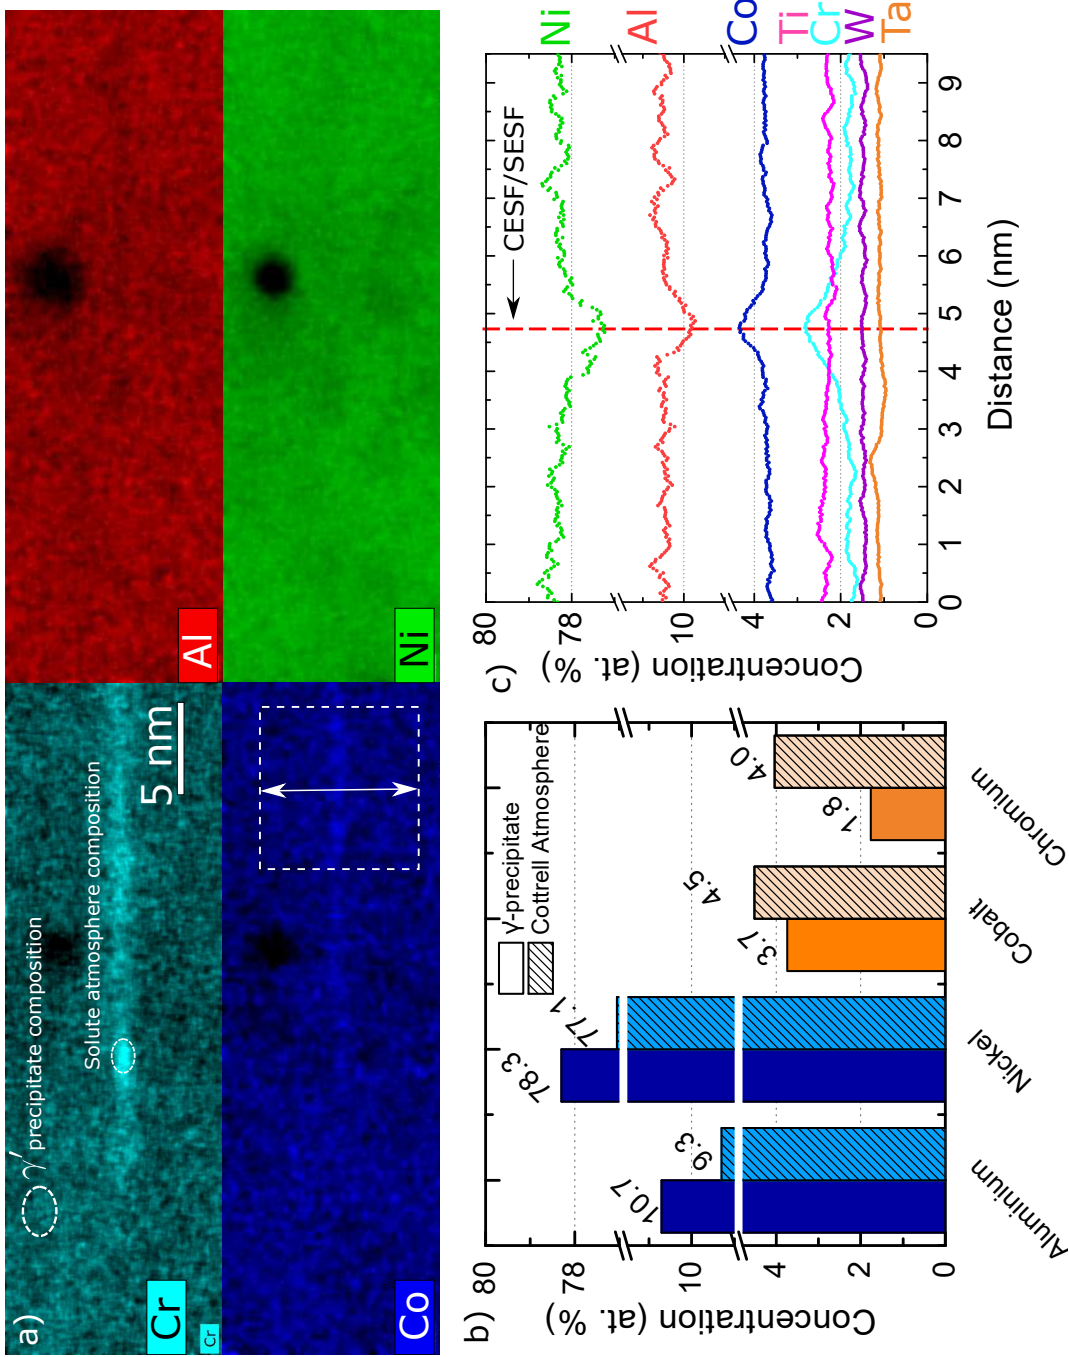 a)
γ′ precipitate composition
Solute atmosphere composition
5 nm
Cr
Cr
Al
Co
Ni
b)
Concentration (at. %)
80
78
10
4
2
0
γ'-precipitate
Cottrell Atmosphere
10.7
9.3
78.3
77.1
3.7
4.5
1.8
4.0
Aluminium
Nickel
Cobalt
Chromium
c)
Concentration (at. %)
80
78
10
4
2
0
CESF/SESF
Ni
Al
Co
Ti
Cr
W
Ta
0 1 2 3 4 5 6 7 8 9
Distance (nm)